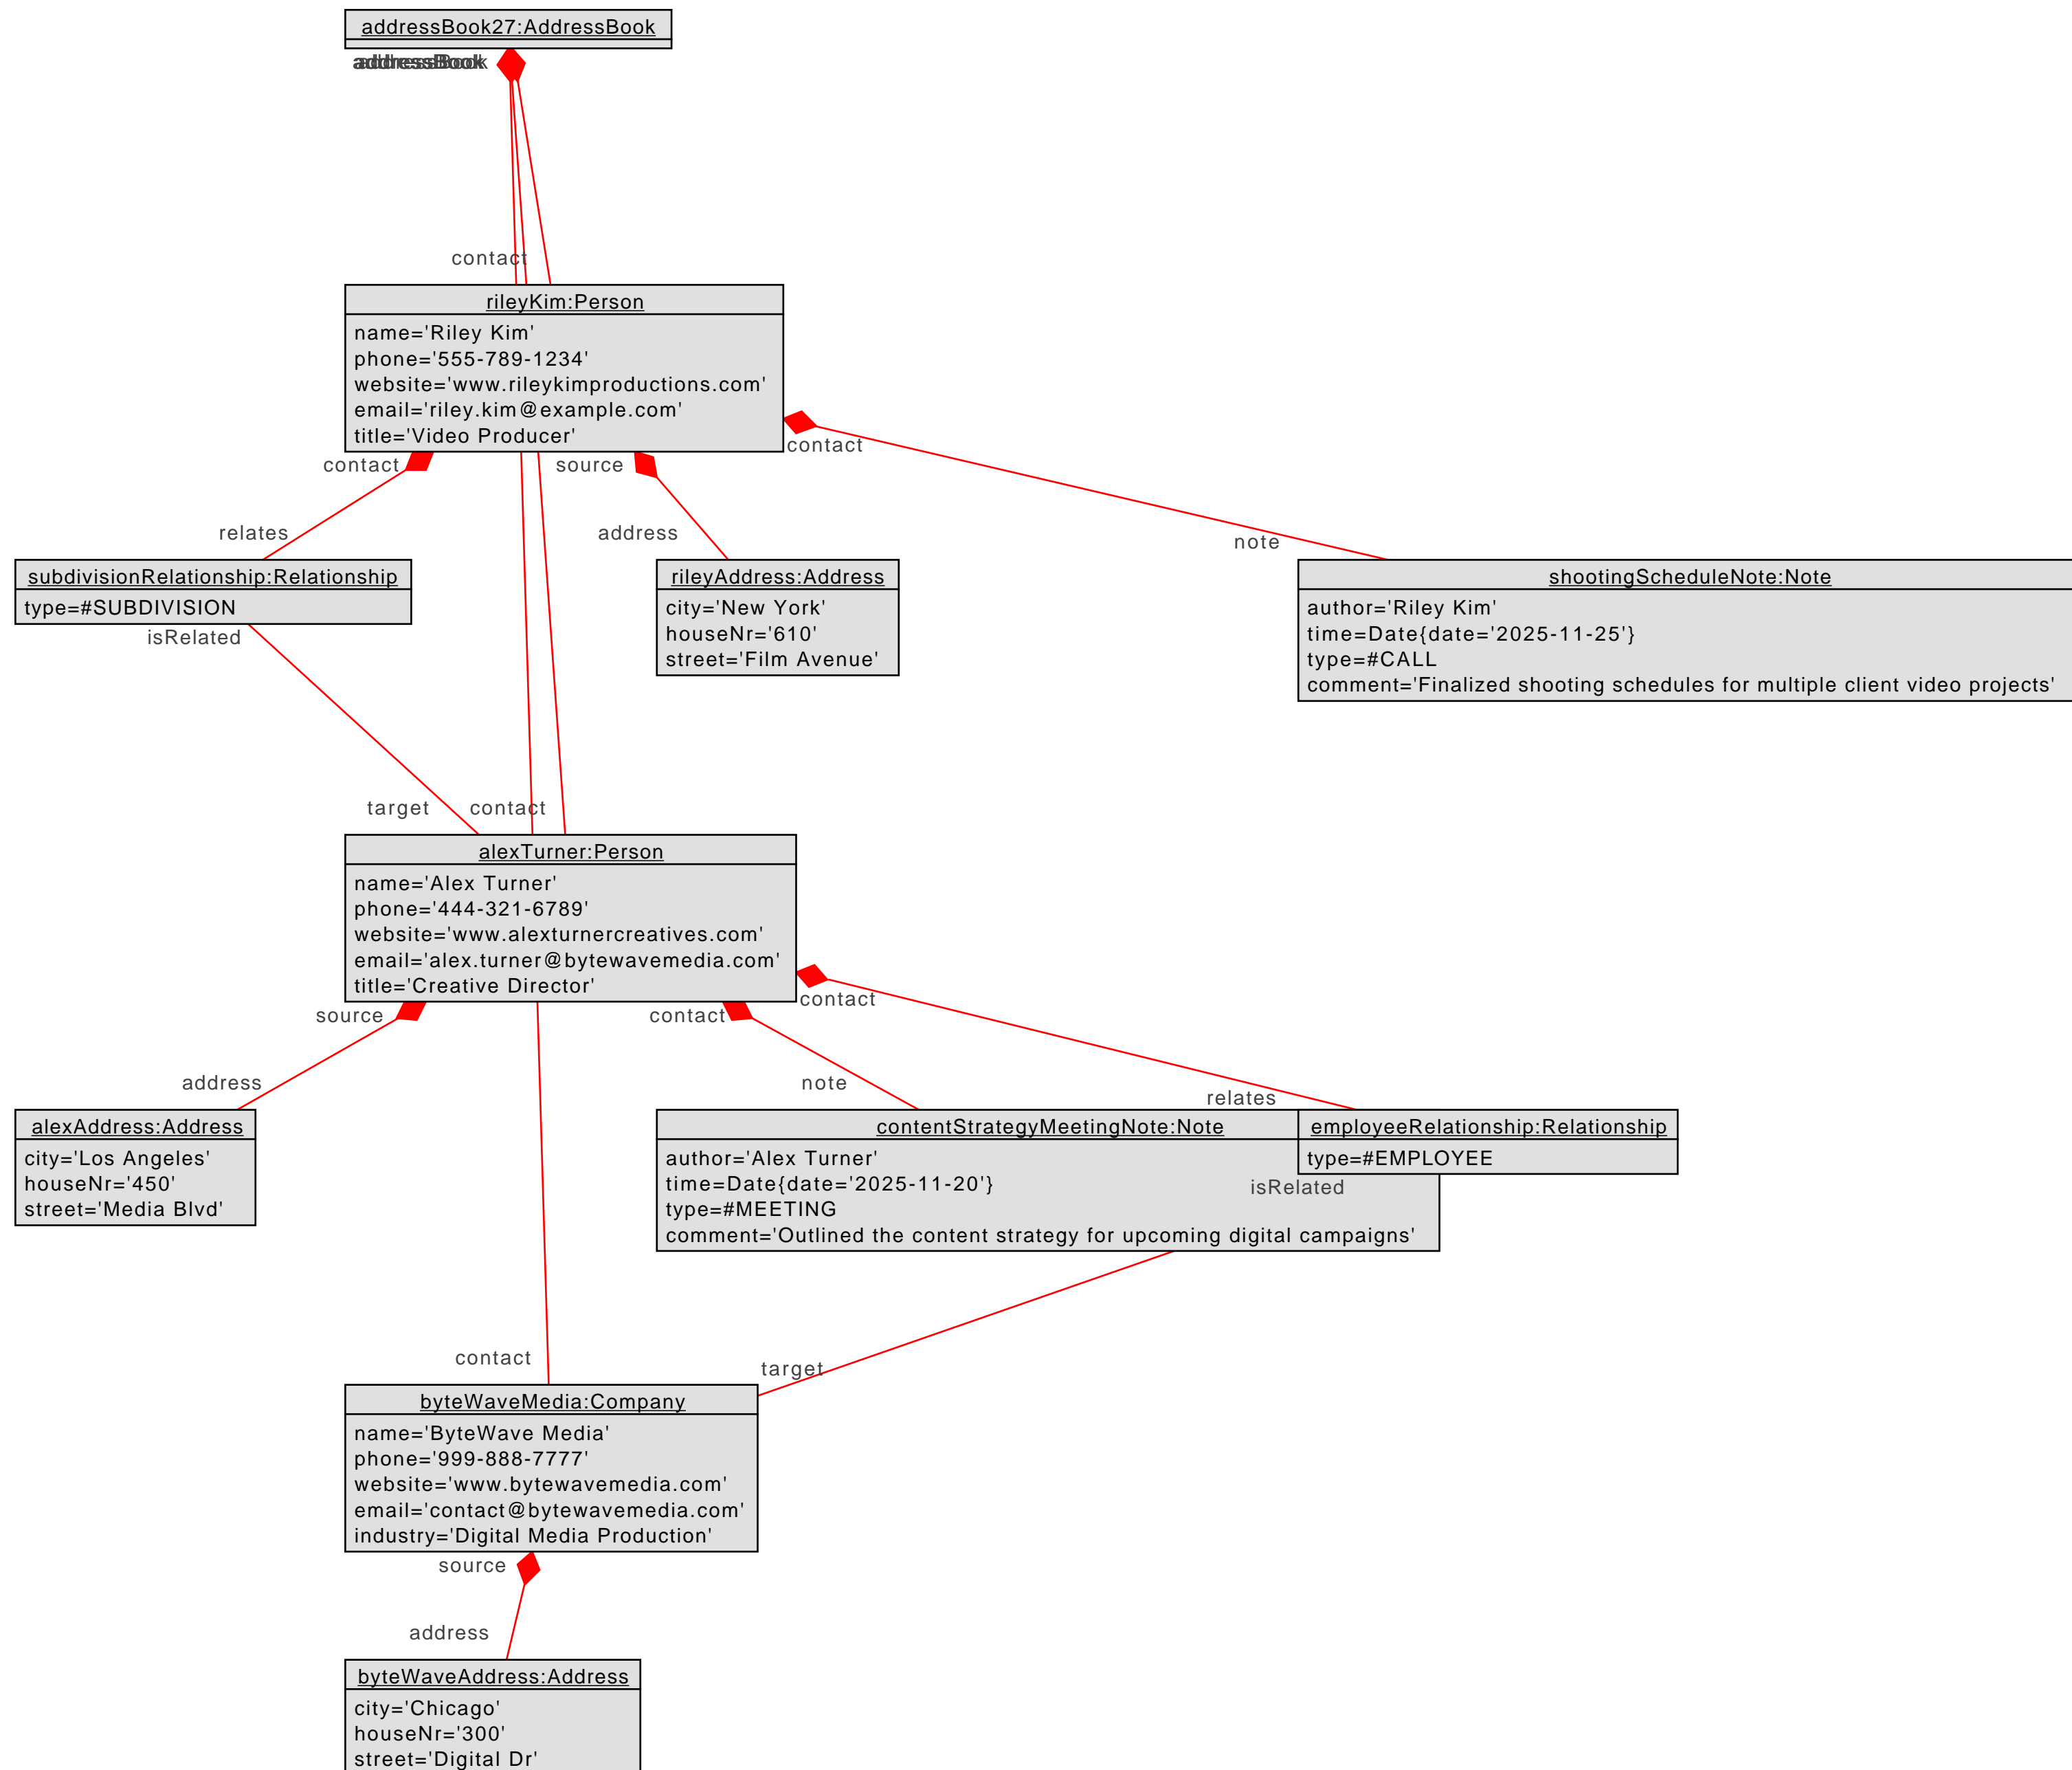 addressBook27:AddressBook
addressBook
contact
rileyKim:Person
name='Riley Kim'
phone='555-789-1234'
website='www.rileykimproductions.com'
email='riley.kim@example.com'
title='Video Producer'
contact
contact
source
relates
address
note
subdivisionRelationship:Relationship
type=#SUBDIVISION
isRelated
rileyAddress:Address
city='New York'
houseNr='610'
street='Film Avenue'
shootingScheduleNote:Note
author='Riley Kim'
time=Date{date='2025-11-25'}
type=#CALL
comment='Finalized shooting schedules for multiple client video projects'
target
contact
alexTurner:Person
name='Alex Turner'
phone='444-321-6789'
website='www.alexturnercreatives.com'
email='alex.turner@bytewavemedia.com'
title='Creative Director'
source
contact
contact
address
note
relates
alexAddress:Address
city='Los Angeles'
houseNr='450'
street='Media Blvd'
contentStrategyMeetingNote:Note
author='Alex Turner'
time=Date{date='2025-11-20'}
type=#MEETING
comment='Outlined the content strategy for upcoming digital campaigns'
employeeRelationship:Relationship
type=#EMPLOYEE
isRelated
contact
target
byteWaveMedia:Company
name='ByteWave Media'
phone='999-888-7777'
website='www.bytewavemedia.com'
email='contact@bytewavemedia.com'
industry='Digital Media Production'
source
address
byteWaveAddress:Address
city='Chicago'
houseNr='300'
street='Digital Dr'